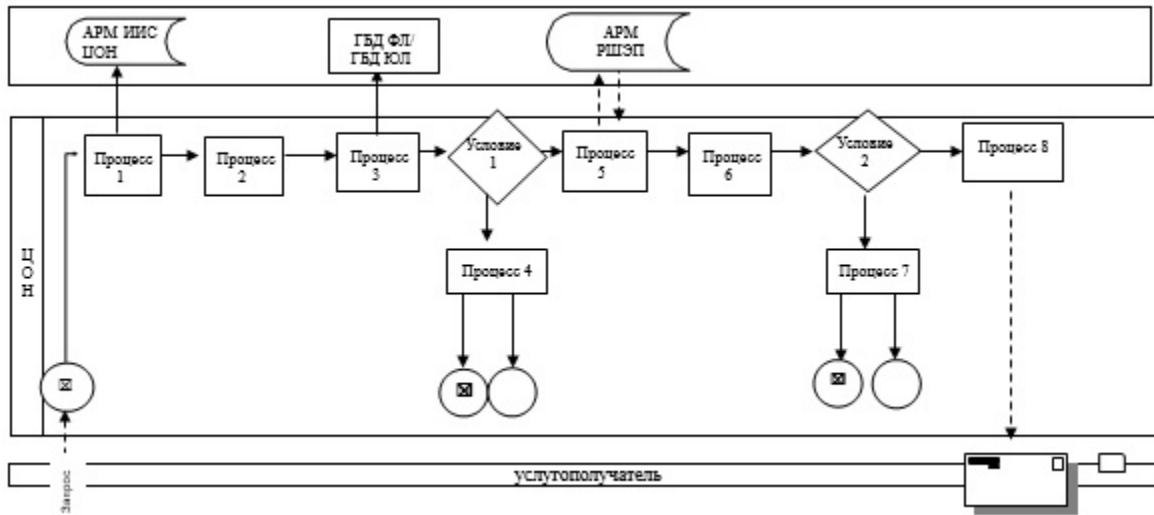 АРМ ИИС
ЦОН
ГБД ФЛ/
ГБД ЮЛ
АРМ
РШЭП
ЦОН
Процесс
1
Процесс
2
Процесс
3
Условие
1
Процесс
5
Процесс
6
Условие
2
Процесс 8
Процесс 4
Процесс 7
Запрос
услугополучатель